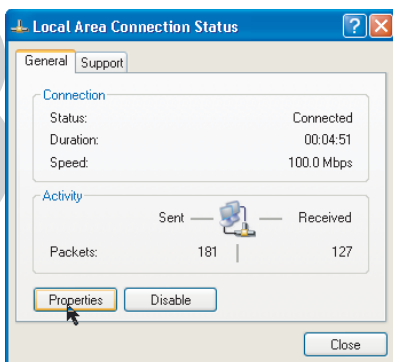 Local Area Connection Status
General Support
Connection
Status: Connected
Duration: 00:04:51
Speed: 100.0 Mbps
Activity
Sent — — Received
Packets: 181 | 127
Properties Disable
Close